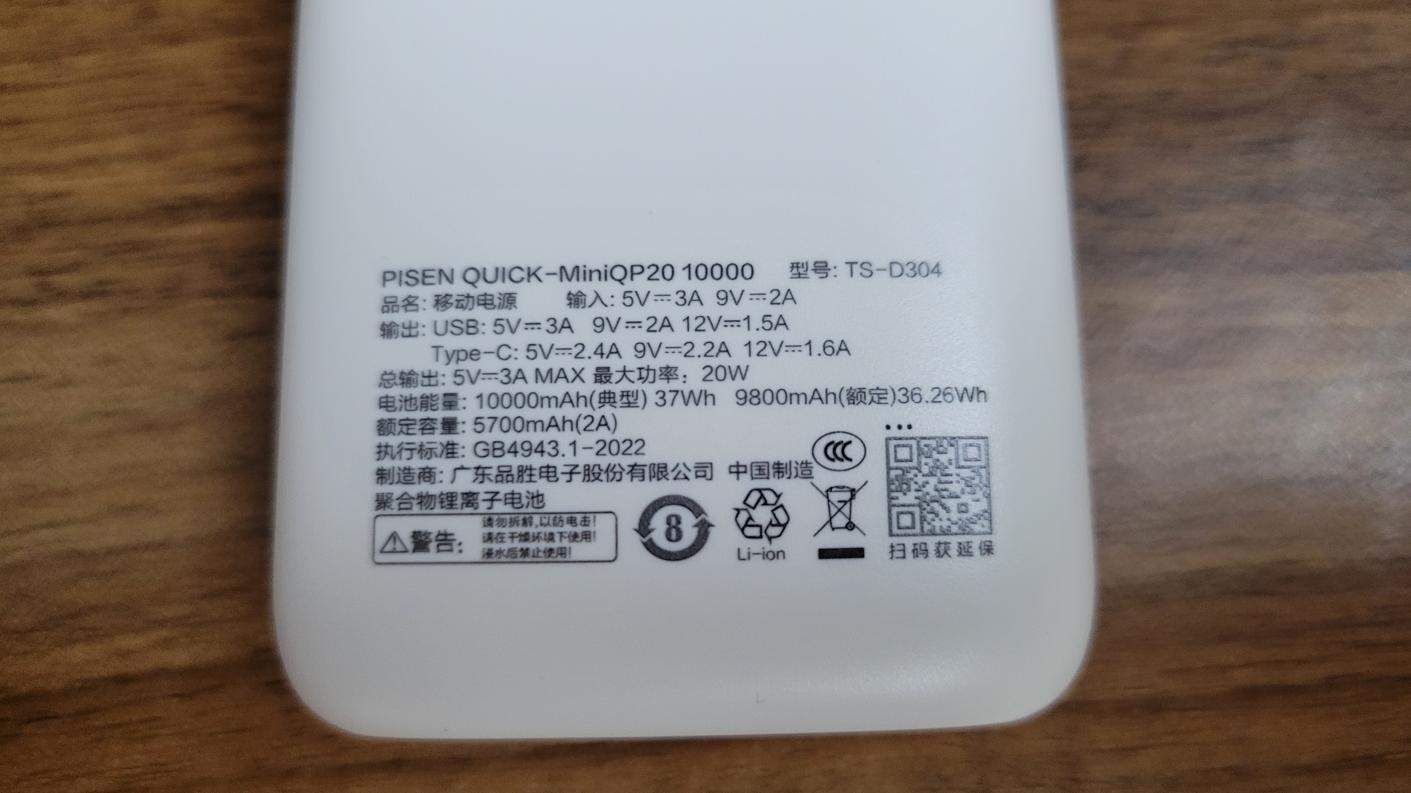 PISEN QUICK-MiniQP20 10000 型号: TS-D304
品名: 移动电源 输入: 5V⎓3A 9V⎓2A
输出: USB: 5V⎓3A 9V⎓2A 12V⎓1.5A
Type-C: 5V⎓2.4A 9V⎓2.2A 12V⎓1.6A
总输出: 5V⎓3A MAX 最大功率: 20W
电池能量: 10000mAh(典型) 37Wh 9800mAh(额定)36.26Wh
额定容量: 5700mAh(2A)
执行标准: GB4943.1-2022
制造商: 广东品胜电子股份有限公司 中国制造
聚合物锂离子电池
警告:
请勿拆解,以防电击!
请在干燥环境下使用!
浸水后禁止使用!
8
Li-ion
CCC
扫码获延保